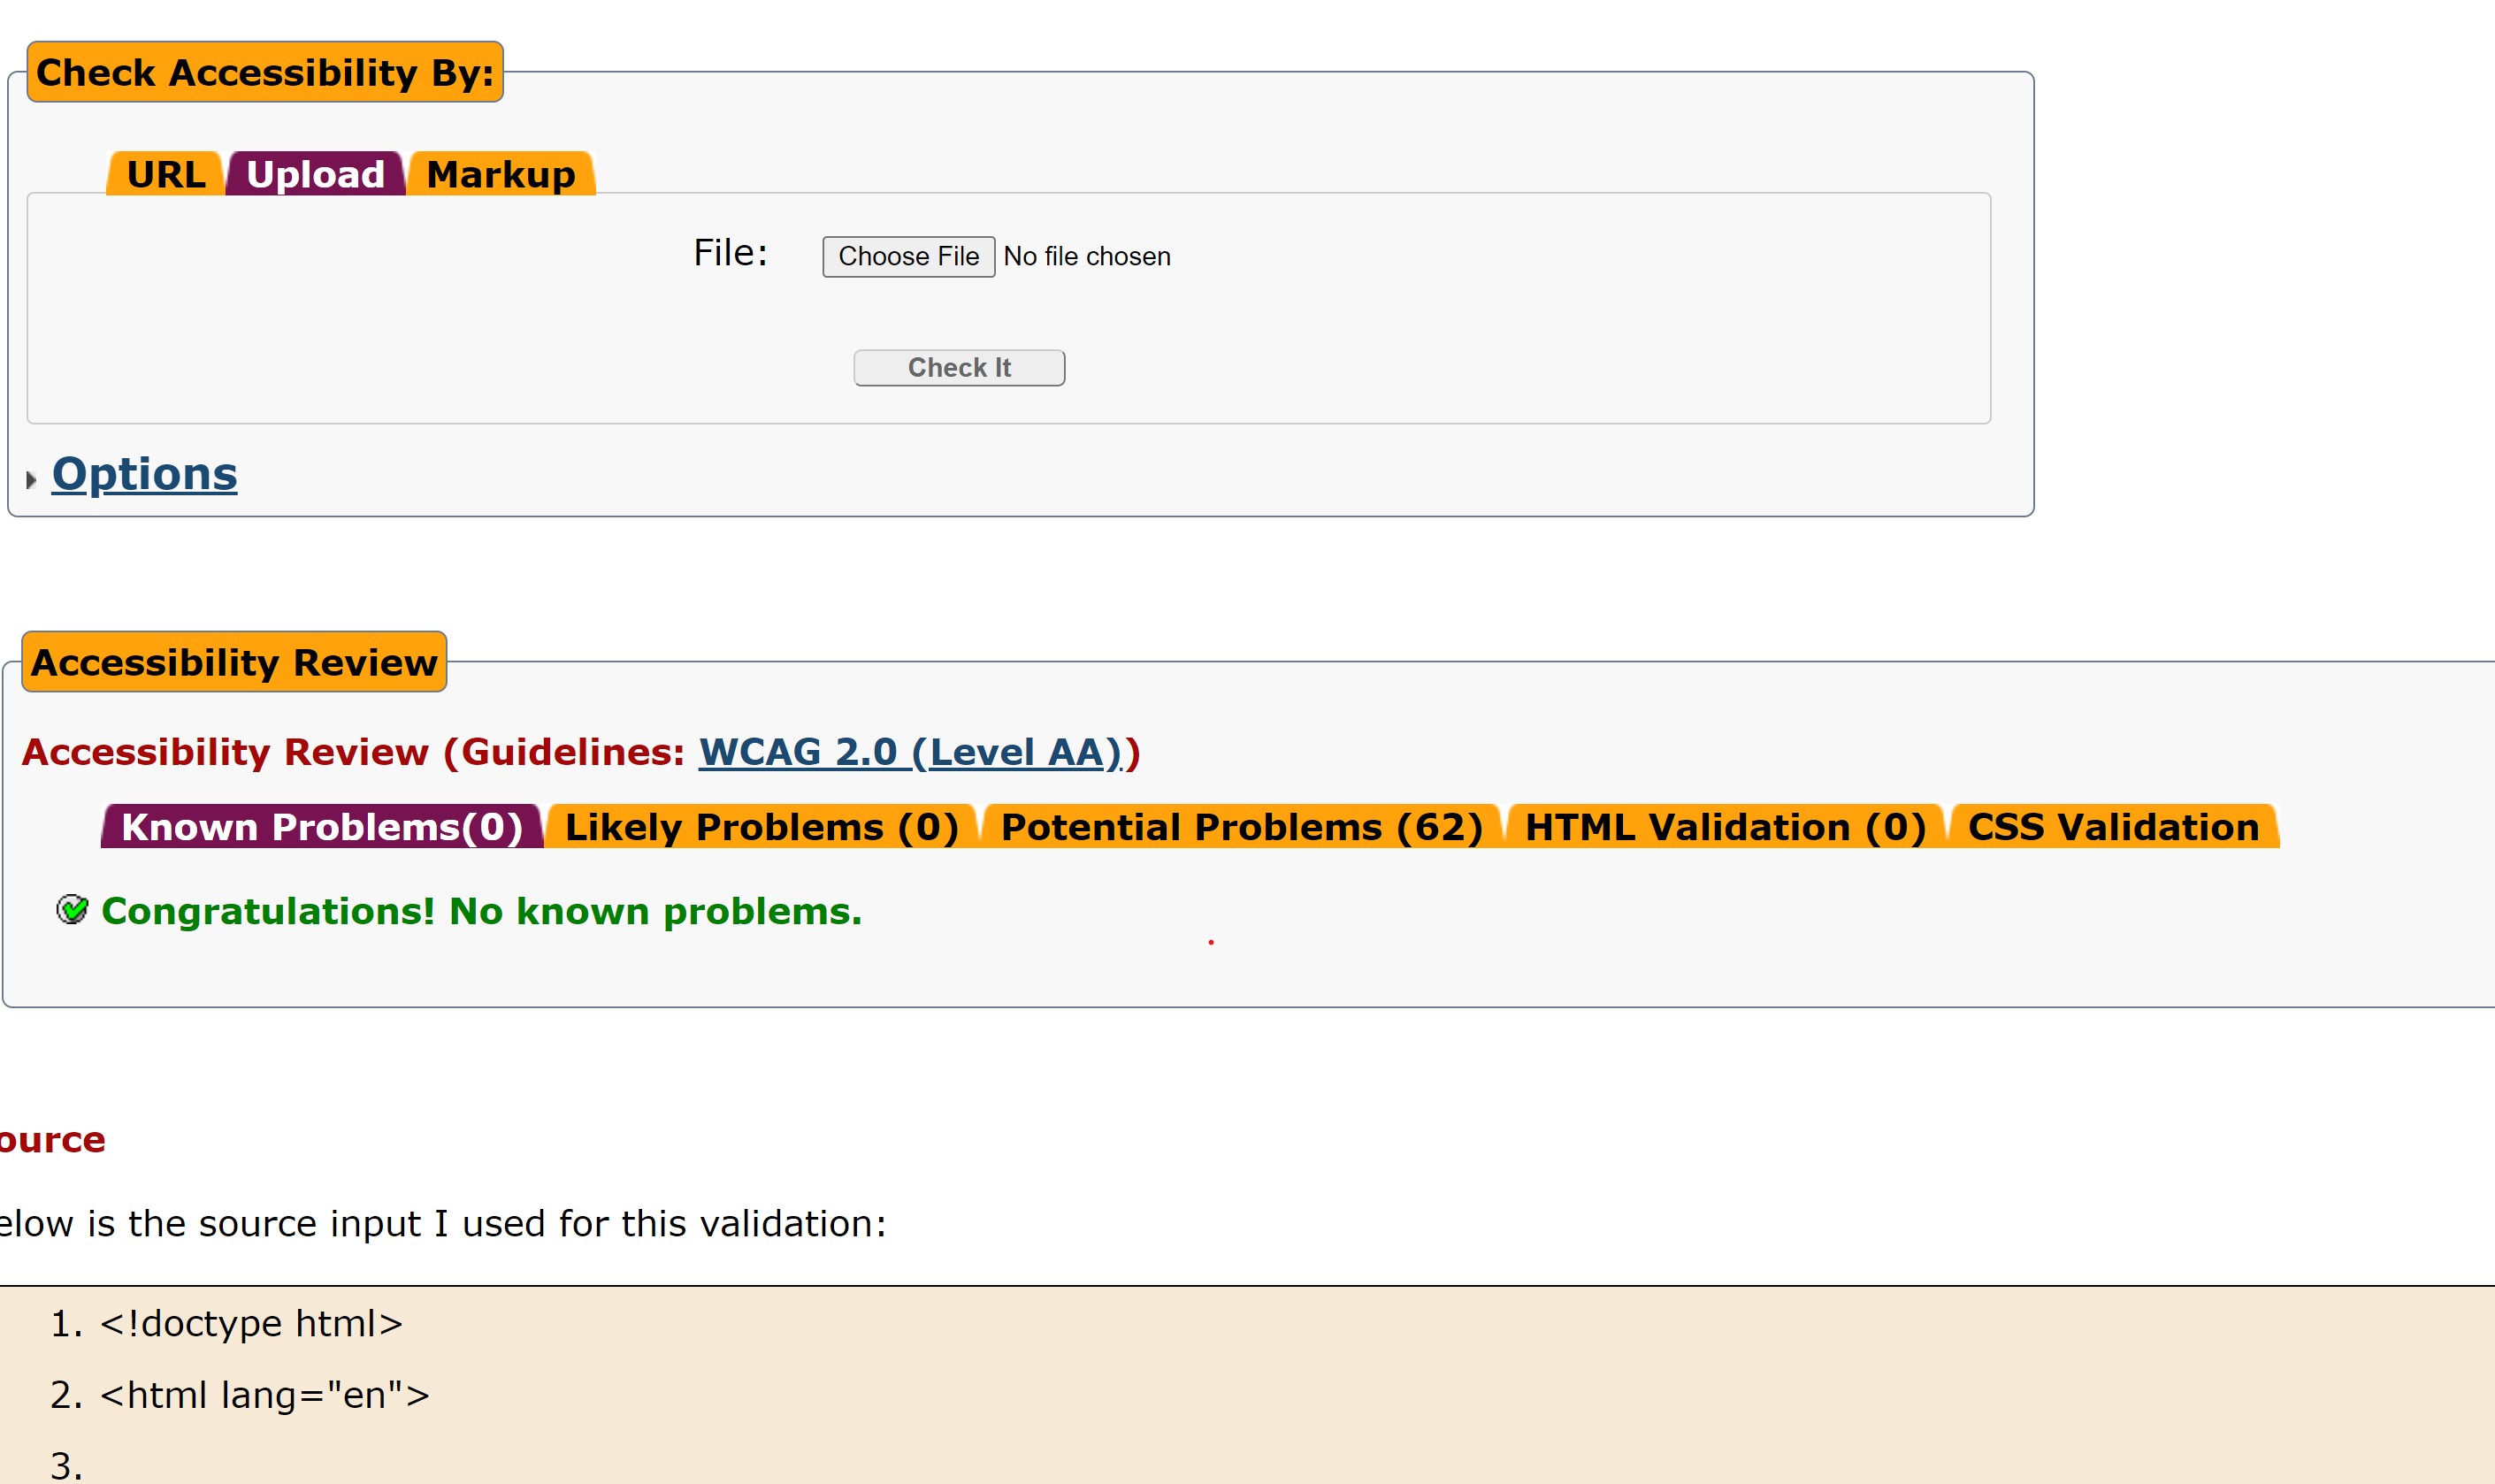 Check Accessibility By:
URL Upload Markup
File: Choose File No file chosen
Check It
Options
Accessibility Review
Accessibility Review (Guidelines: WCAG 2.0 (Level AA))
Known Problems(0) Likely Problems (0) Potential Problems (62) HTML Validation (0) CSS Validation
Congratulations! No known problems.
ource
elow is the source input I used for this validation:
1. <!doctype html>
2. <html lang="en">
3.